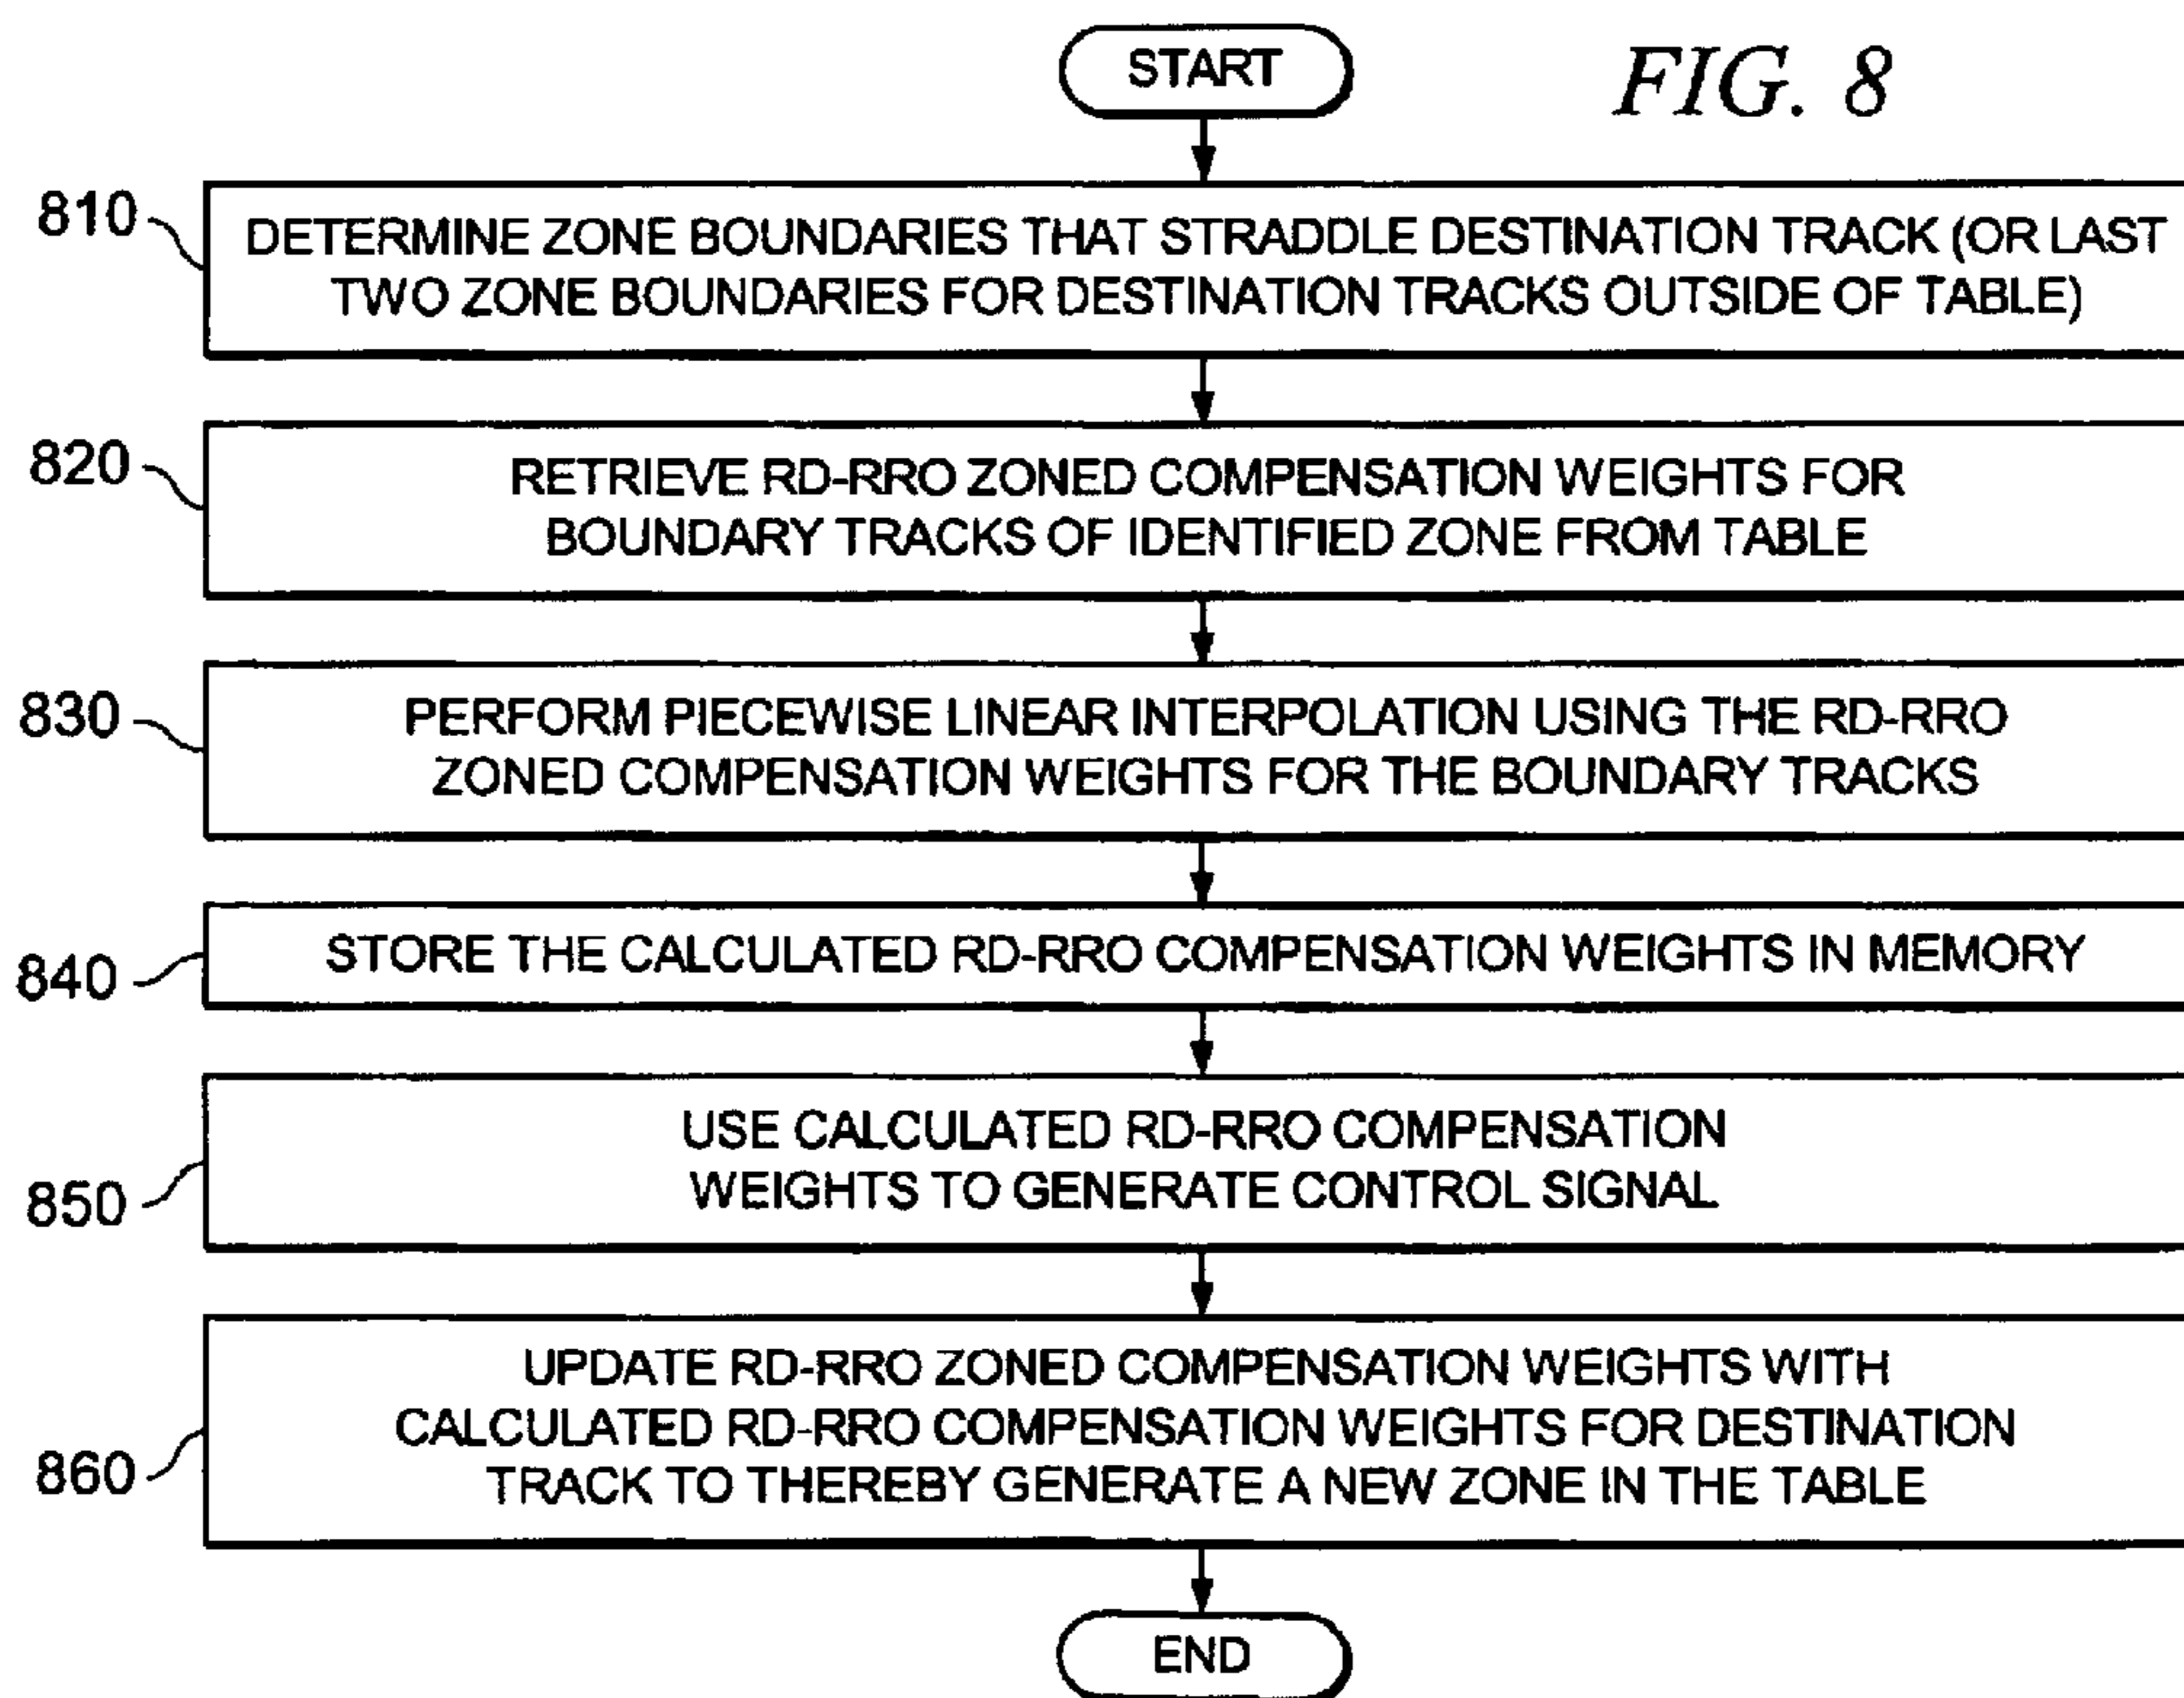 START
FIG. 8
810
DETERMINE ZONE BOUNDARIES THAT STRADDLE DESTINATION TRACK (OR LAST
TWO ZONE BOUNDARIES FOR DESTINATION TRACKS OUTSIDE OF TABLE)
820
RETRIEVE RD-RRO ZONED COMPENSATION WEIGHTS FOR
BOUNDARY TRACKS OF IDENTIFIED ZONE FROM TABLE
830
PERFORM PIECEWISE LINEAR INTERPOLATION USING THE RD-RRO
ZONED COMPENSATION WEIGHTS FOR THE BOUNDARY TRACKS
840
STORE THE CALCULATED RD-RRO COMPENSATION WEIGHTS IN MEMORY
850
USE CALCULATED RD-RRO COMPENSATION
WEIGHTS TO GENERATE CONTROL SIGNAL
860
UPDATE RD-RRO ZONED COMPENSATION WEIGHTS WITH
CALCULATED RD-RRO COMPENSATION WEIGHTS FOR DESTINATION
TRACK TO THEREBY GENERATE A NEW ZONE IN THE TABLE
END